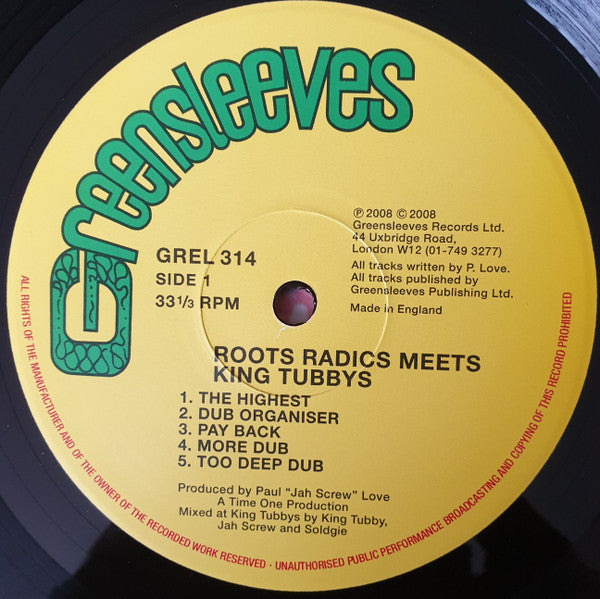 Greensleeves
GREL 314
SIDE 1
33 1/3 RPM
℗ 2008 © 2008
Greensleeves Records Ltd.
44 Uxbridge Road,
London W12 (01-749 3277)
All tracks written by P. Love.
All tracks published by
Greensleeves Publishing Ltd.
Made in England
ROOTS RADICS MEETS
KING TUBBYS
1. THE HIGHEST
2. DUB ORGANISER
3. PAY BACK
4. MORE DUB
5. TOO DEEP DUB
Produced by Paul “Jah Screw” Love
A Time One Production
Mixed at King Tubbys by King Tubby,
Jah Screw and Soldgie
ALL RIGHTS OF THE MANUFACTURER AND OF THE OWNER OF THE RECORDED WORK RESERVED · UNAUTHORISED PUBLIC PERFORMANCE BROADCASTING AND COPYING OF THIS RECORD PROHIBITED